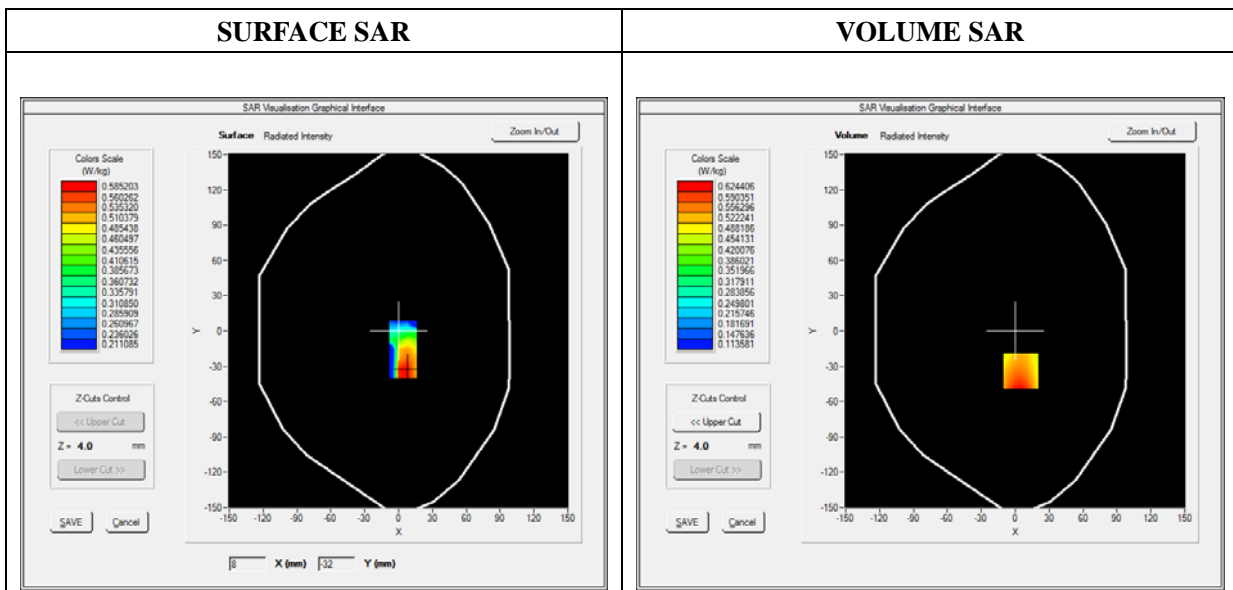 SURFACE SAR
VOLUME SAR
SAR Visualisation Graphical Interface
Surface Radiated Intensity
Zoom In/Out
Colors Scale
(W/kg)
0.585203
0.560262
0.535320
0.510379
0.485438
0.460497
0.435556
0.410615
0.385673
0.360732
0.335791
0.310850
0.285909
0.260967
0.236026
0.211085
Z-Cuts Control
<< Upper Cut
Z = 4.0 mm
Lower Cut >>
SAVE Cancel
150
120
90
60
30
0
-30
-60
-90
-120
-150
Y
-150 -120 -90 -60 -30 0 30 60 90 120 150
X
8 X (mm) -32 Y (mm)
SAR Visualisation Graphical Interface
Volume Radiated Intensity
Zoom In/Out
Colors Scale
(W/kg)
0.624406
0.590351
0.556296
0.522241
0.488186
0.454131
0.420076
0.386021
0.351966
0.317911
0.283856
0.249801
0.215746
0.181691
0.147636
0.113581
Z-Cuts Control
<< Upper Cut
Z = 4.0 mm
Lower Cut >>
SAVE Cancel
150
120
90
60
30
0
-30
-60
-90
-120
-150
Y
-150 -120 -90 -60 -30 0 30 60 90 120 150
X